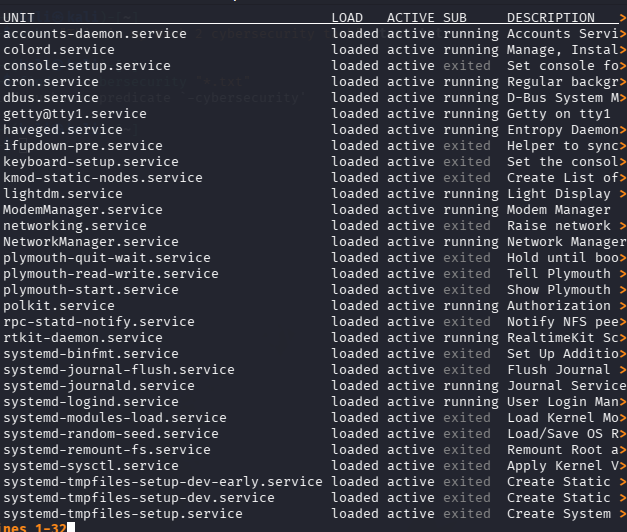 UNIT LOAD ACTIVE SUB DESCRIPTION >
accounts-daemon.service loaded active running Accounts Servi>
colord.service loaded active running Manage, Instal>
console-setup.service loaded active exited Set console fo>
cron.service loaded active running Regular backgr>
dbus.service loaded active running D-Bus System M>
getty@tty1.service loaded active running Getty on tty1
haveged.service loaded active running Entropy Daemon>
ifupdown-pre.service loaded active exited Helper to sync>
keyboard-setup.service loaded active exited Set the consol>
kmod-static-nodes.service loaded active exited Create List of>
lightdm.service loaded active running Light Display >
ModemManager.service loaded active running Modem Manager
networking.service loaded active exited Raise network >
NetworkManager.service loaded active running Network Manager
plymouth-quit-wait.service loaded active exited Hold until boo>
plymouth-read-write.service loaded active exited Tell Plymouth >
plymouth-start.service loaded active exited Show Plymouth >
polkit.service loaded active running Authorization >
rpc-statd-notify.service loaded active exited Notify NFS pee>
rtkit-daemon.service loaded active running RealtimeKit Sc>
systemd-binfmt.service loaded active exited Set Up Additio>
systemd-journal-flush.service loaded active exited Flush Journal >
systemd-journald.service loaded active running Journal Service
systemd-logind.service loaded active running User Login Man>
systemd-modules-load.service loaded active exited Load Kernel Mo>
systemd-random-seed.service loaded active exited Load/Save OS R>
systemd-remount-fs.service loaded active exited Remount Root a>
systemd-sysctl.service loaded active exited Apply Kernel V>
systemd-tmpfiles-setup-dev-early.service loaded active exited Create Static >
systemd-tmpfiles-setup-dev.service loaded active exited Create Static >
systemd-tmpfiles-setup.service loaded active exited Create System >
nes 1-32